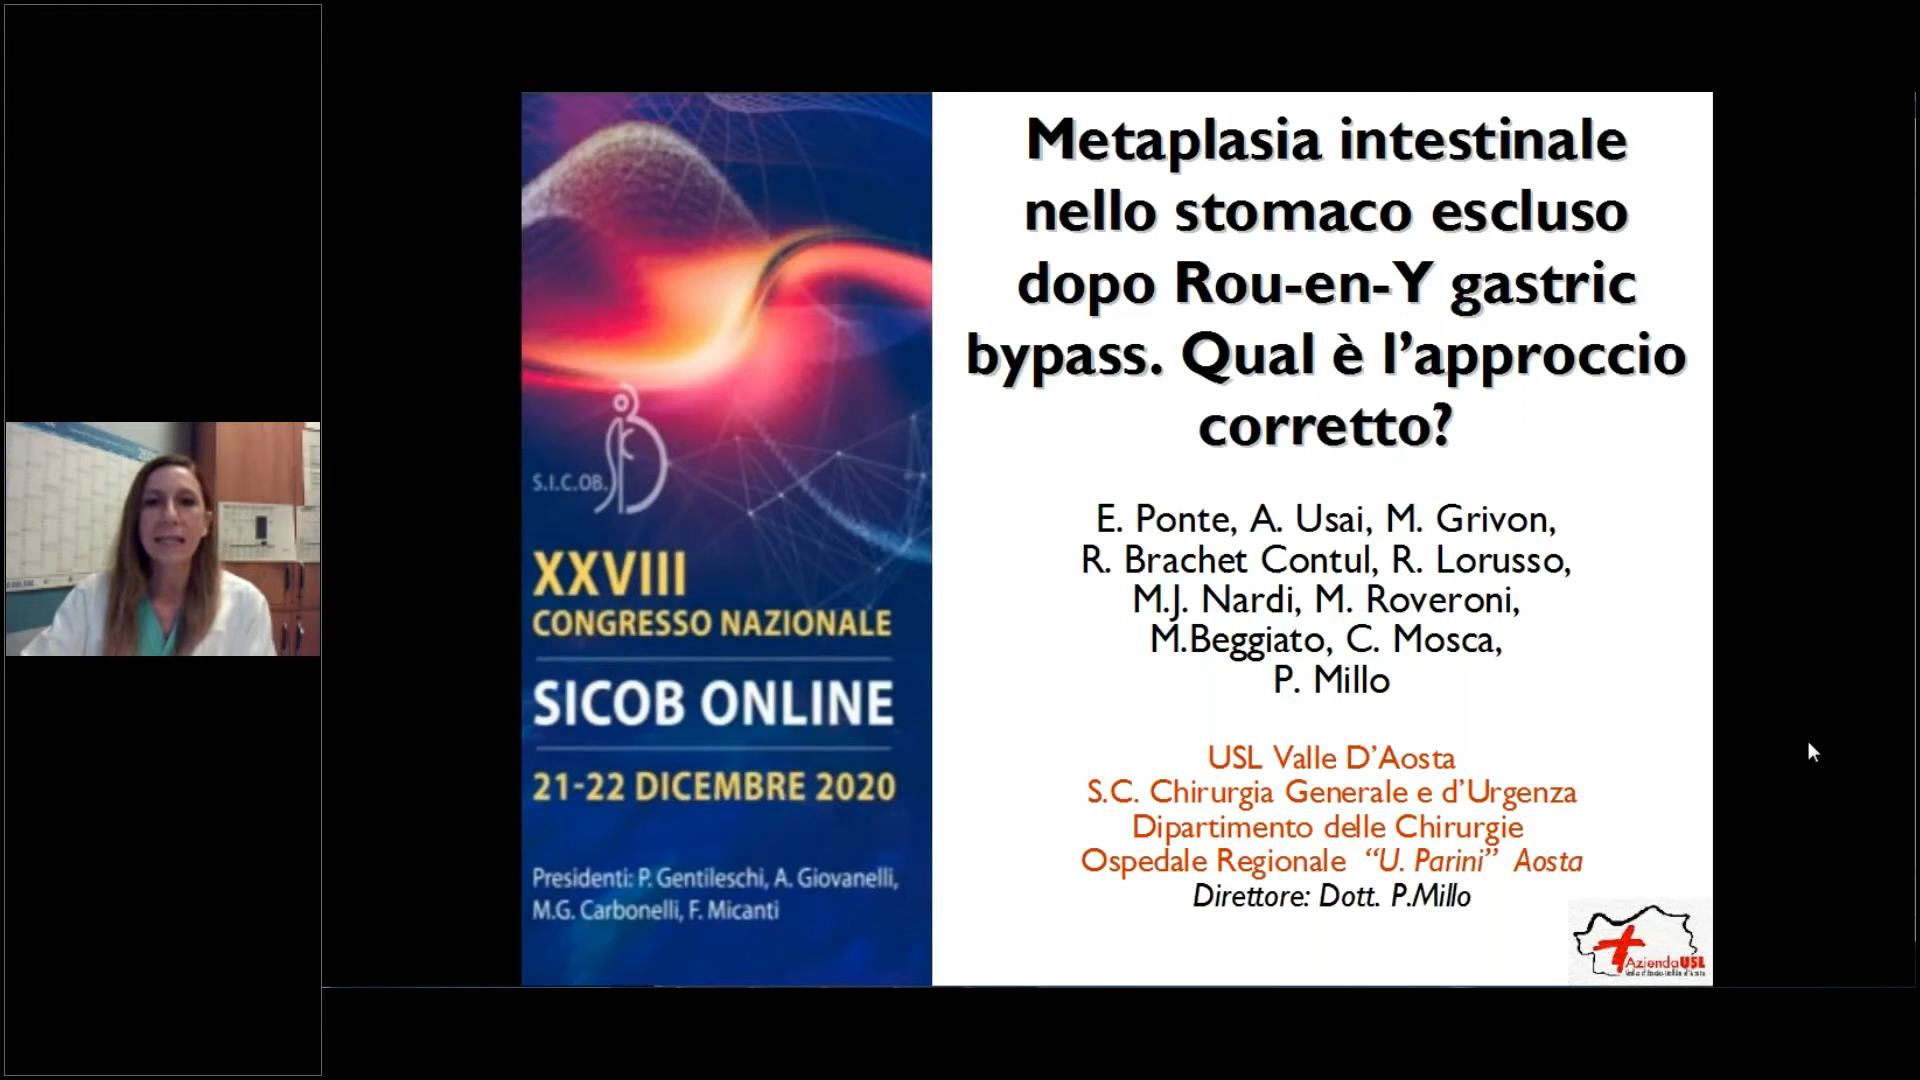 S.I.C.OB.
XXVIII
CONGRESSO NAZIONALE
SICOB ONLINE
21-22 DICEMBRE 2020
Presidenti: P. Gentileschi, A. Giovanelli,
M.G. Carbonelli, F. Micanti
Metaplasia intestinale
nello stomaco escluso
dopo Rou-en-Y gastric
bypass. Qual è l’approccio
corretto?
E. Ponte, A. Usai, M. Grivon,
R. Brachet Contul, R. Lorusso,
M.J. Nardi, M. Roveroni,
M.Beggiato, C. Mosca,
P. Millo
USL Valle D’Aosta
S.C. Chirurgia Generale e d’Urgenza
Dipartimento delle Chirurgie
Ospedale Regionale “U. Parini” Aosta
Direttore: Dott. P.Millo
AziendaUSL